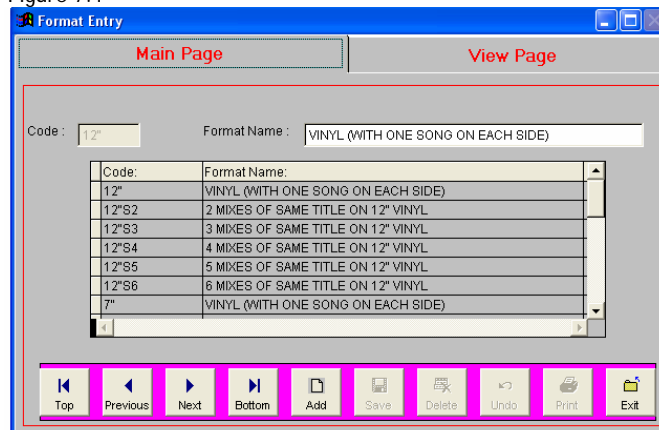 Format Entry
Main Page View Page
Code : 12" Format Name : VINYL (WITH ONE SONG ON EACH SIDE)
Code: Format Name:
12" VINYL (WITH ONE SONG ON EACH SIDE)
12"S2 2 MIXES OF SAME TITLE ON 12" VINYL
12"S3 3 MIXES OF SAME TITLE ON 12" VINYL
12"S4 4 MIXES OF SAME TITLE ON 12" VINYL
12"S5 5 MIXES OF SAME TITLE ON 12" VINYL
12"S6 6 MIXES OF SAME TITLE ON 12" VINYL
7" VINYL (WITH ONE SONG ON EACH SIDE)
Top Previous Next Bottom Add Save Delete Undo Print Exit